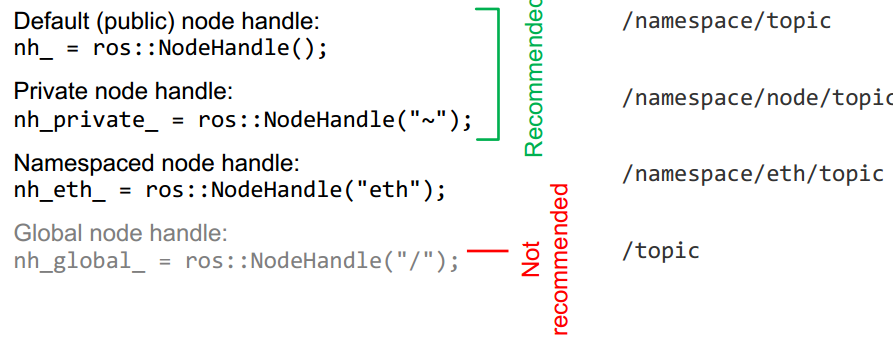 Default (public) node handle:
nh_ = ros::NodeHandle();
/namespace/topic
Private node handle:
nh_private_ = ros::NodeHandle("~");
/namespace/node/topic
Recommended
Namespaced node handle:
nh_eth_ = ros::NodeHandle("eth");
/namespace/eth/topic
Global node handle:
nh_global_ = ros::NodeHandle("/");
/topic
Not
recommended